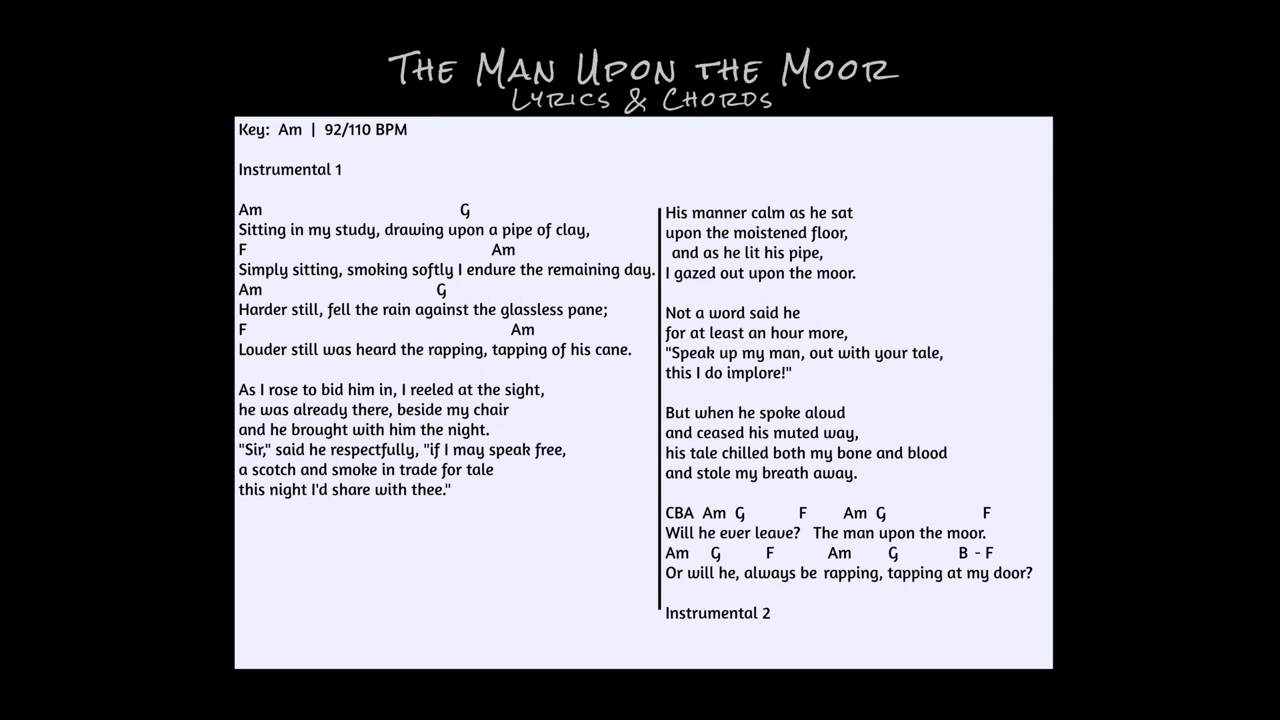 The Man Upon the Moor
Lyrics & Chords
Key: Am | 92/110 BPM
Instrumental 1
Am G
Sitting in my study, drawing upon a pipe of clay,
F Am
Simply sitting, smoking softly I endure the remaining day.
Am G
Harder still, fell the rain against the glassless pane;
F Am
Louder still was heard the rapping, tapping of his cane.
As I rose to bid him in, I reeled at the sight,
he was already there, beside my chair
and he brought with him the night.
"Sir," said he respectfully, "if I may speak free,
a scotch and smoke in trade for tale
this night I'd share with thee."
His manner calm as he sat
upon the moistened floor,
and as he lit his pipe,
I gazed out upon the moor.
Not a word said he
for at least an hour more,
"Speak up my man, out with your tale,
this I do implore!"
But when he spoke aloud
and ceased his muted way,
his tale chilled both my bone and blood
and stole my breath away.
CBA Am G F Am G F
Will he ever leave? The man upon the moor.
Am G F Am G B - F
Or will he, always be rapping, tapping at my door?
Instrumental 2